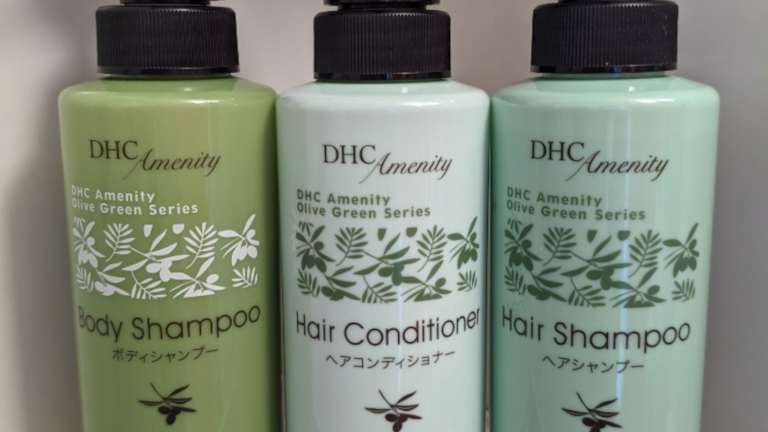 DHC Amenity
DHC Amenity
Olive Green Series
Body Shampoo
ボディシャンプー
DHC Amenity
DHC Amenity
Olive Green Series
Hair Conditioner
ヘアコンディショナー
DHC Amenity
DHC Amenity
Olive Green Series
Hair Shampoo
ヘアシャンプー